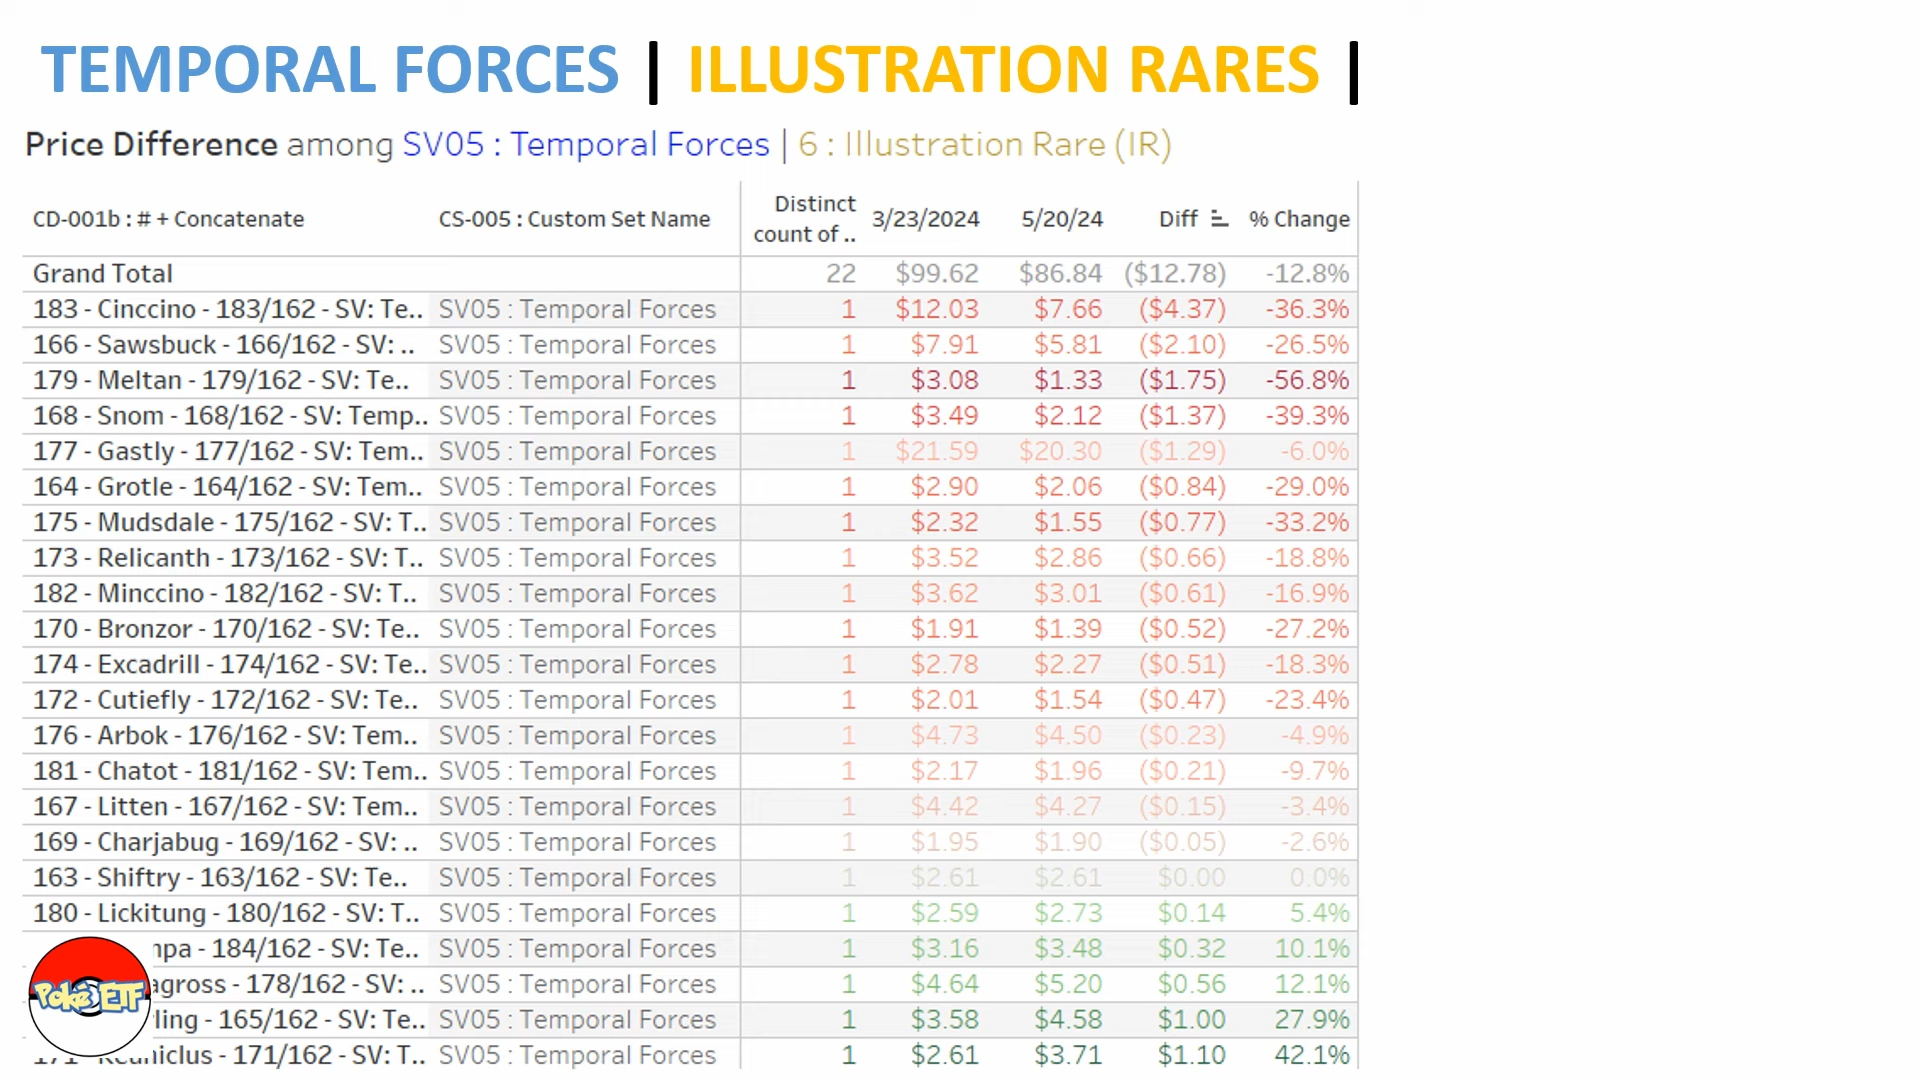 TEMPORAL FORCES | ILLUSTRATION RARES |
Price Difference among SV05 : Temporal Forces | 6 : Illustration Rare (IR)
CD-001b : # + Concatenate CS-005 : Custom Set Name Distinct count of .. 3/23/2024 5/20/24 Diff % Change
Grand Total 22 $99.62 $86.84 ($12.78) -12.8%
183 - Cinccino - 183/162 - SV: Te.. SV05 : Temporal Forces 1 $12.03 $7.66 ($4.37) -36.3%
166 - Sawsbuck - 166/162 - SV: .. SV05 : Temporal Forces 1 $7.91 $5.81 ($2.10) -26.5%
179 - Meltan - 179/162 - SV: Te.. SV05 : Temporal Forces 1 $3.08 $1.33 ($1.75) -56.8%
168 - Snom - 168/162 - SV: Temp.. SV05 : Temporal Forces 1 $3.49 $2.12 ($1.37) -39.3%
177 - Gastly - 177/162 - SV: Tem.. SV05 : Temporal Forces 1 $21.59 $20.30 ($1.29) -6.0%
164 - Grotle - 164/162 - SV: Tem.. SV05 : Temporal Forces 1 $2.90 $2.06 ($0.84) -29.0%
175 - Mudsdale - 175/162 - SV: T.. SV05 : Temporal Forces 1 $2.32 $1.55 ($0.77) -33.2%
173 - Relicanth - 173/162 - SV: T.. SV05 : Temporal Forces 1 $3.52 $2.86 ($0.66) -18.8%
182 - Minccino - 182/162 - SV: T.. SV05 : Temporal Forces 1 $3.62 $3.01 ($0.61) -16.9%
170 - Bronzor - 170/162 - SV: Te.. SV05 : Temporal Forces 1 $1.91 $1.39 ($0.52) -27.2%
174 - Excadrill - 174/162 - SV: Te.. SV05 : Temporal Forces 1 $2.78 $2.27 ($0.51) -18.3%
172 - Cutiefly - 172/162 - SV: Te.. SV05 : Temporal Forces 1 $2.01 $1.54 ($0.47) -23.4%
176 - Arbok - 176/162 - SV: Tem.. SV05 : Temporal Forces 1 $4.73 $4.50 ($0.23) -4.9%
181 - Chatot - 181/162 - SV: Tem.. SV05 : Temporal Forces 1 $2.17 $1.96 ($0.21) -9.7%
167 - Litten - 167/162 - SV: Tem.. SV05 : Temporal Forces 1 $4.42 $4.27 ($0.15) -3.4%
169 - Charjabug - 169/162 - SV: .. SV05 : Temporal Forces 1 $1.95 $1.90 ($0.05) -2.6%
163 - Shiftry - 163/162 - SV: Te.. SV05 : Temporal Forces 1 $2.61 $2.61 $0.00 0.0%
180 - Lickitung - 180/162 - SV: T.. SV05 : Temporal Forces 1 $2.59 $2.73 $0.14 5.4%
mpa - 184/162 - SV: Te.. SV05 : Temporal Forces 1 $3.16 $3.48 $0.32 10.1%
agross - 178/162 - SV: .. SV05 : Temporal Forces 1 $4.64 $5.20 $0.56 12.1%
Poké ETF
ling - 165/162 - SV: Te.. SV05 : Temporal Forces 1 $3.58 $4.58 $1.00 27.9%
171 - Reuniclus - 171/162 - SV: T.. SV05 : Temporal Forces 1 $2.61 $3.71 $1.10 42.1%